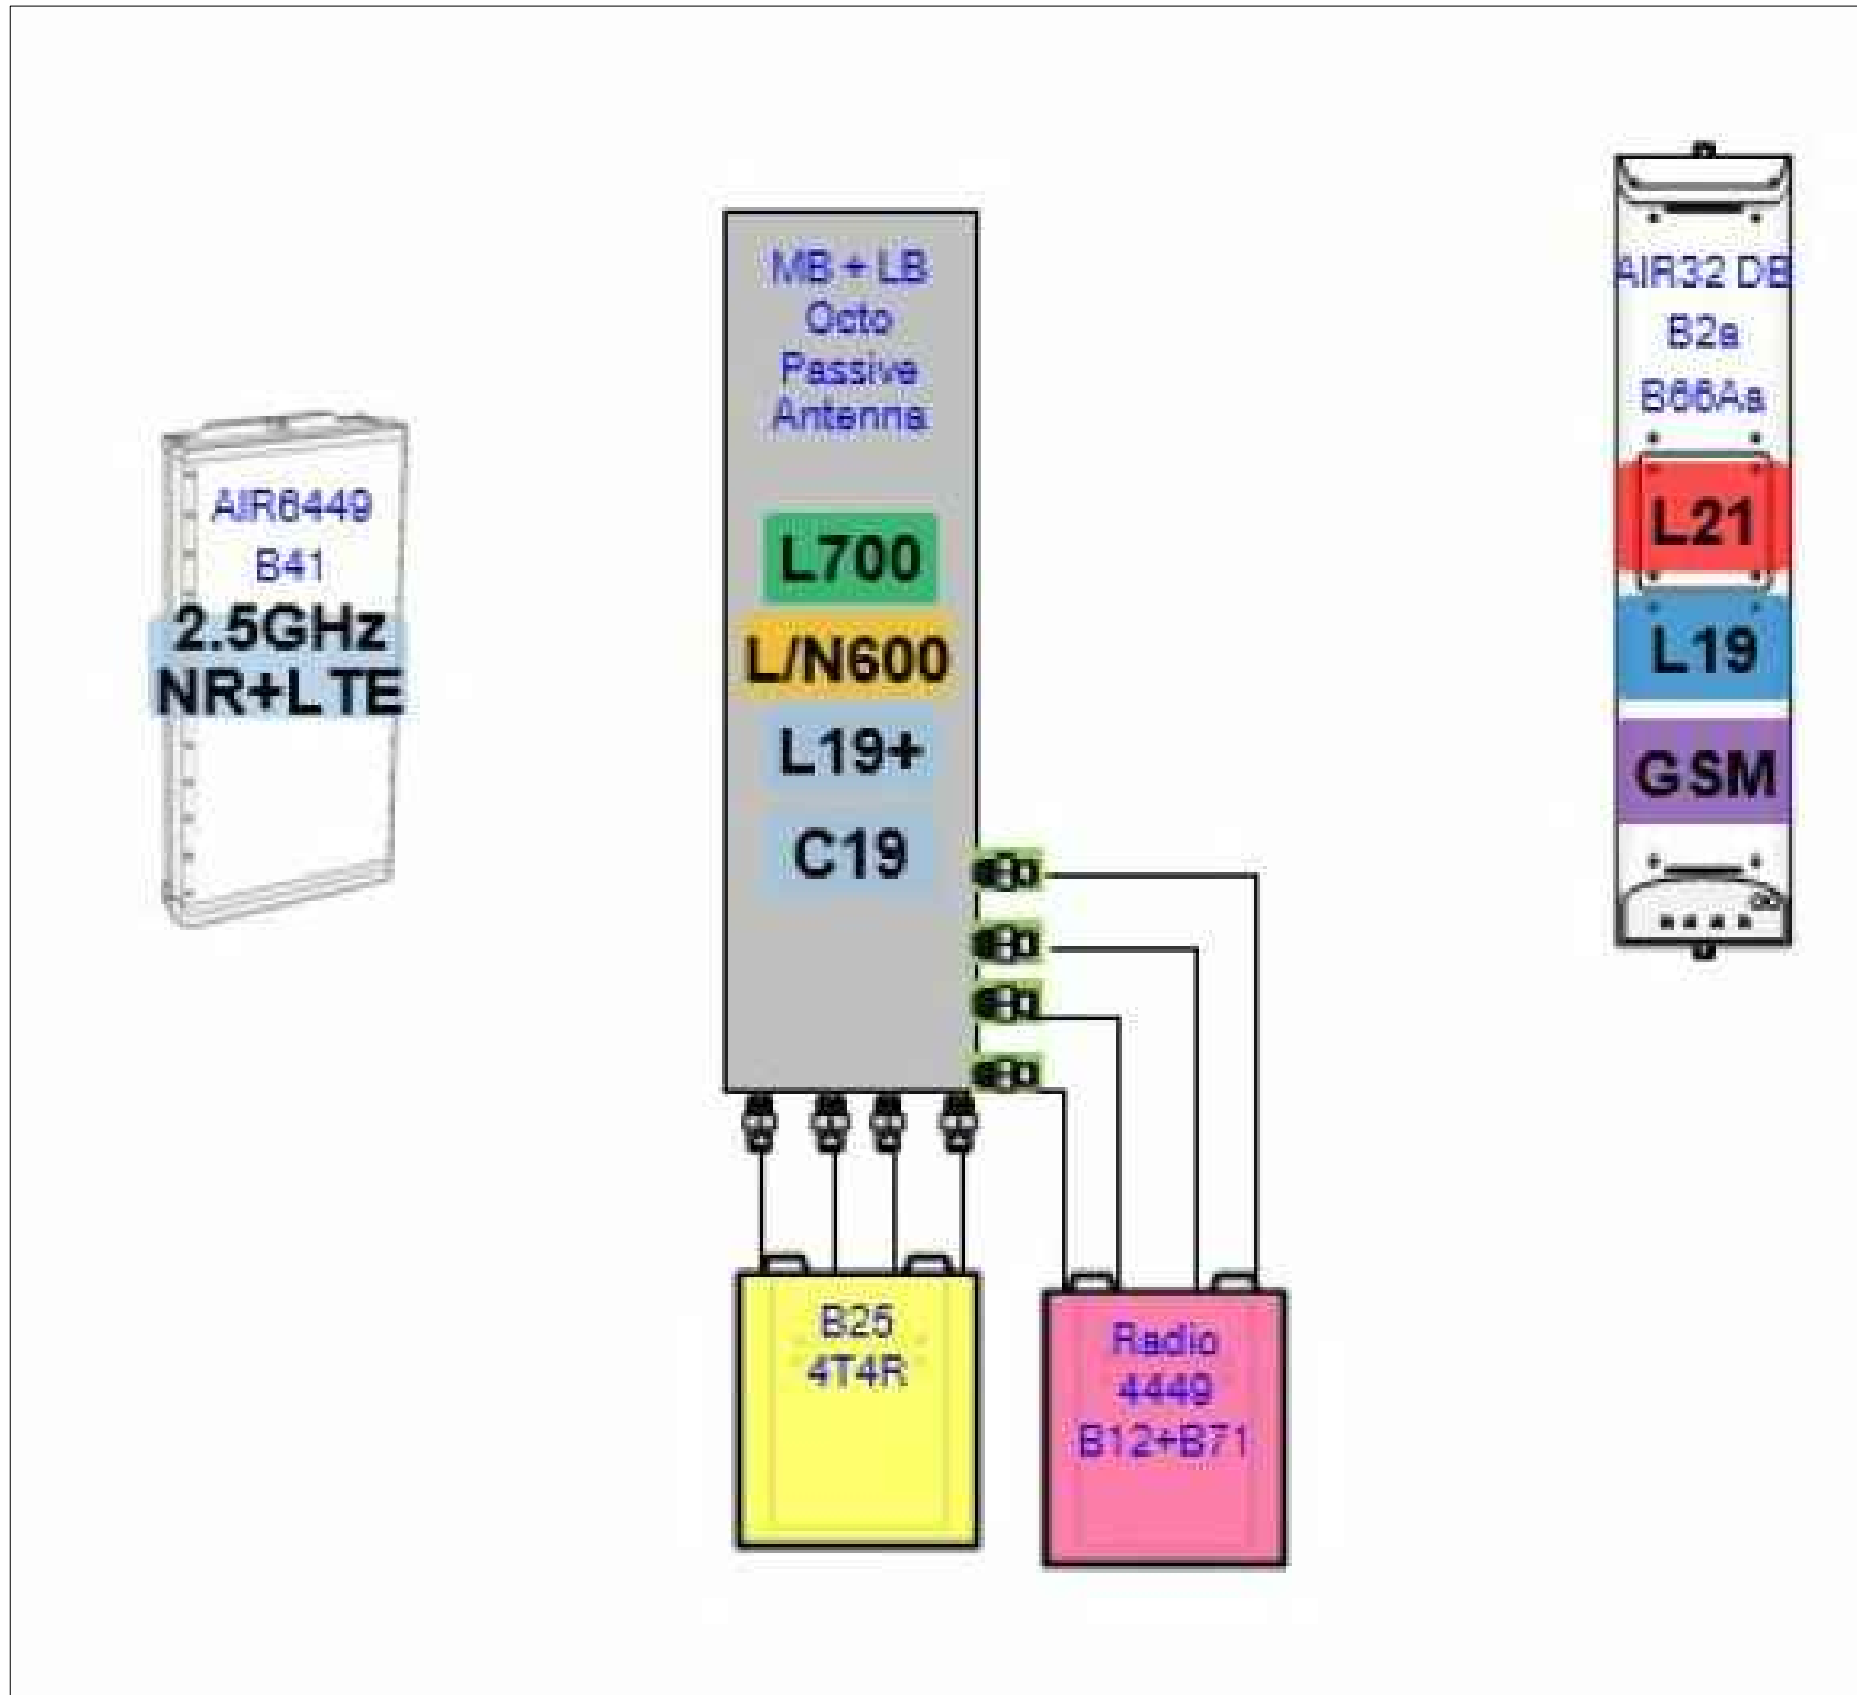 AIR6449
B41
2.5GHz
NR+LTE
MB + LB
Octo
Passive
Antenna
L700
L/N600
L19+
C19
B25
4T4R
Radio
4449
B12+B71
AIR32 DB
B2a
B66Aa
L21
L19
GSM